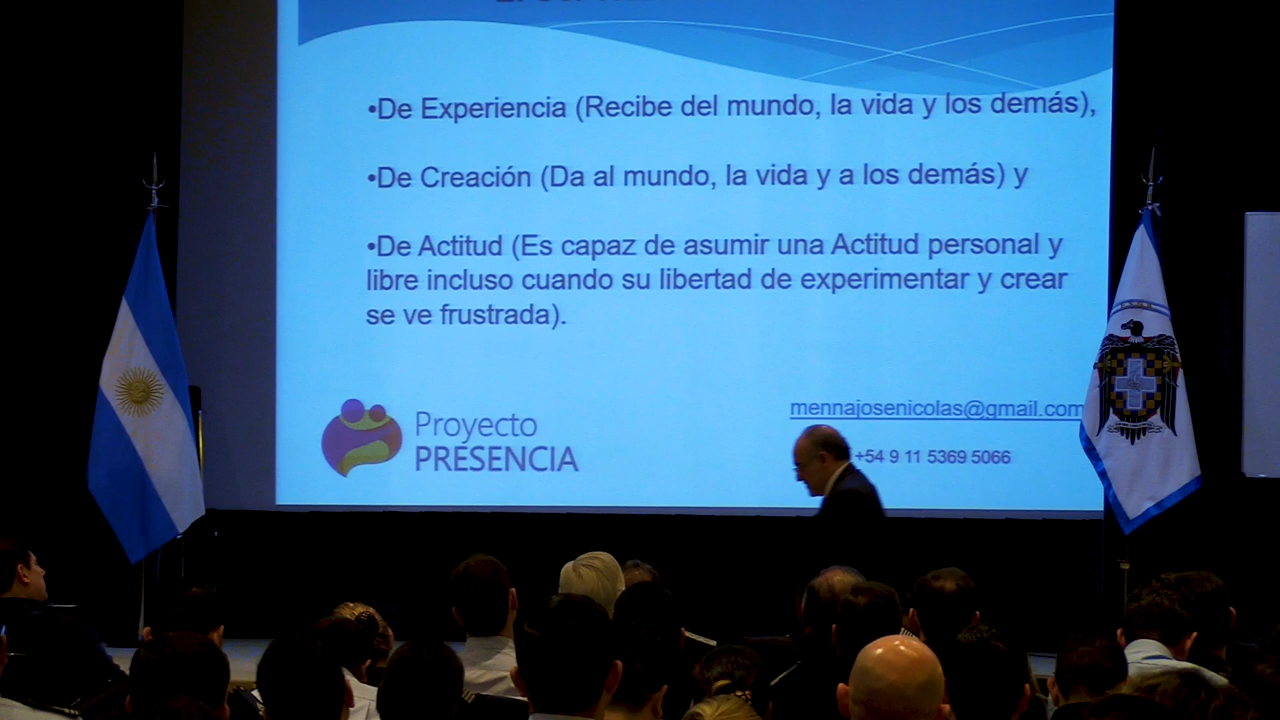 •De Experiencia (Recibe del mundo, la vida y los demás),
•De Creación (Da al mundo, la vida y a los demás) y
•De Actitud (Es capaz de asumir una Actitud personal y
libre incluso cuando su libertad de experimentar y crear
se ve frustrada).
Proyecto
PRESENCIA
mennajosenicolas@gmail.com
+54 9 11 5369 5066